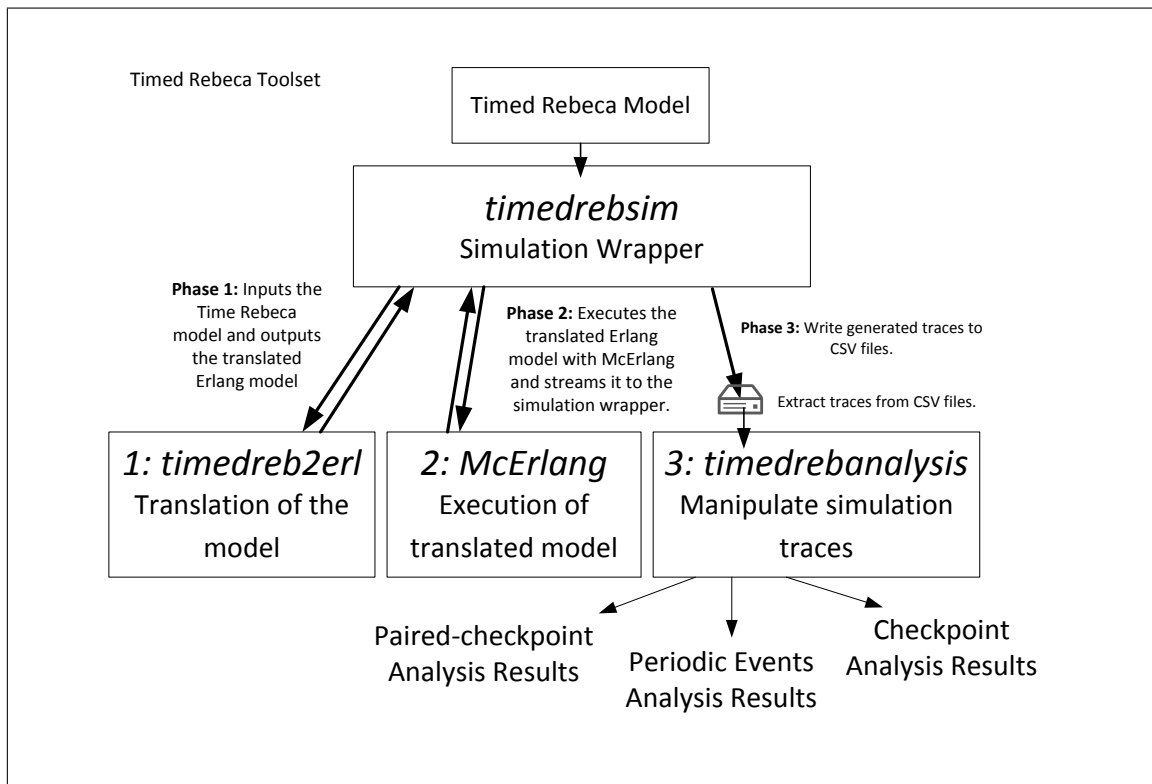 Timed Rebeca Toolset
Timed Rebeca Model
timedrebsim
Simulation Wrapper
Phase 1: Inputs the
Time Rebeca
model and outputs
the translated
Erlang model
Phase 2: Executes the
translated Erlang
model with McErlang
and streams it to the
simulation wrapper.
Phase 3: Write generated traces to
CSV files.
Extract traces from CSV files.
1: timedreb2erl
Translation of the
model
2: McErlang
Execution of
translated model
3: timedrebanalysis
Manipulate simulation
traces
Paired-checkpoint
Analysis Results
Periodic Events
Analysis Results
Checkpoint
Analysis Results